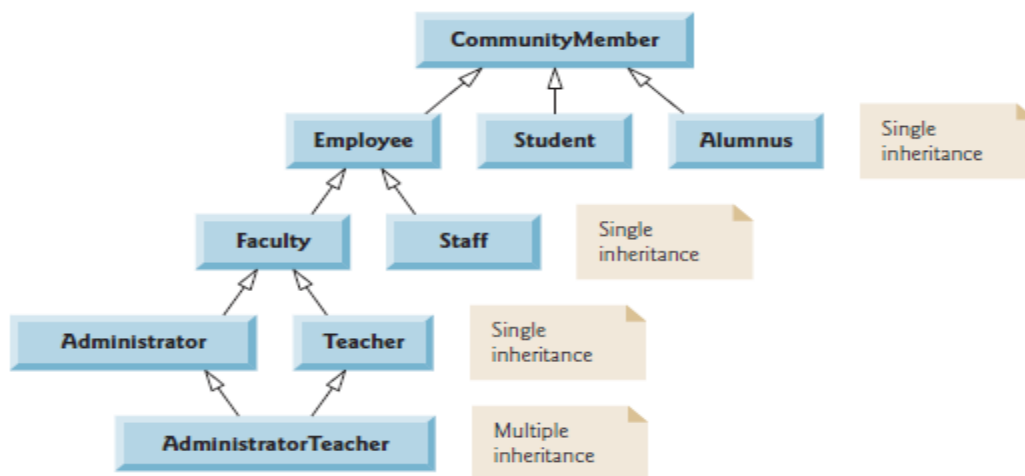 CommunityMember
Employee
Student
Alumnus
Single
inheritance
Faculty
Staff
Single
inheritance
Administrator
Teacher
Single
inheritance
AdministratorTeacher
Multiple
inheritance